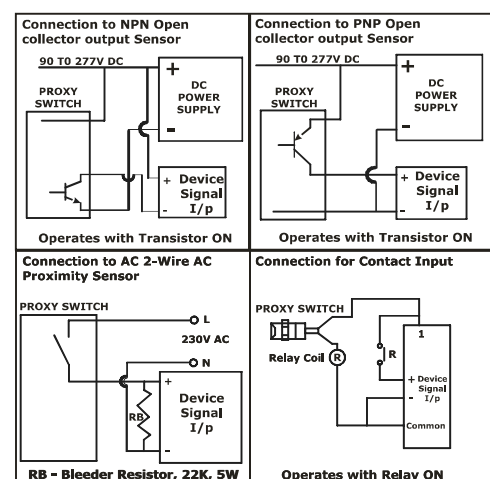 Connection to NPN Open
collector output Sensor
90 T0 277V DC
PROXY
SWITCH
+
DC
POWER
SUPPLY
-
+ Device
Signal
- I/p
Operates with Transistor ON
Connection to PNP Open
collector output Sensor
90 T0 277V DC
PROXY
SWITCH
+
DC
POWER
SUPPLY
-
+ Device
Signal
- I/p
Operates with Transistor ON
Connection to AC 2-Wire AC
Proximity Sensor
PROXY SWITCH
L
230V AC
N
+
RB
Device
Signal
I/p
-
RB - Bleeder Resistor, 22K, 5W
Connection for Contact Input
PROXY SWITCH
1
Relay Coil R
R
+ Device
Signal
- I/p
Common
Operates with Relay ON